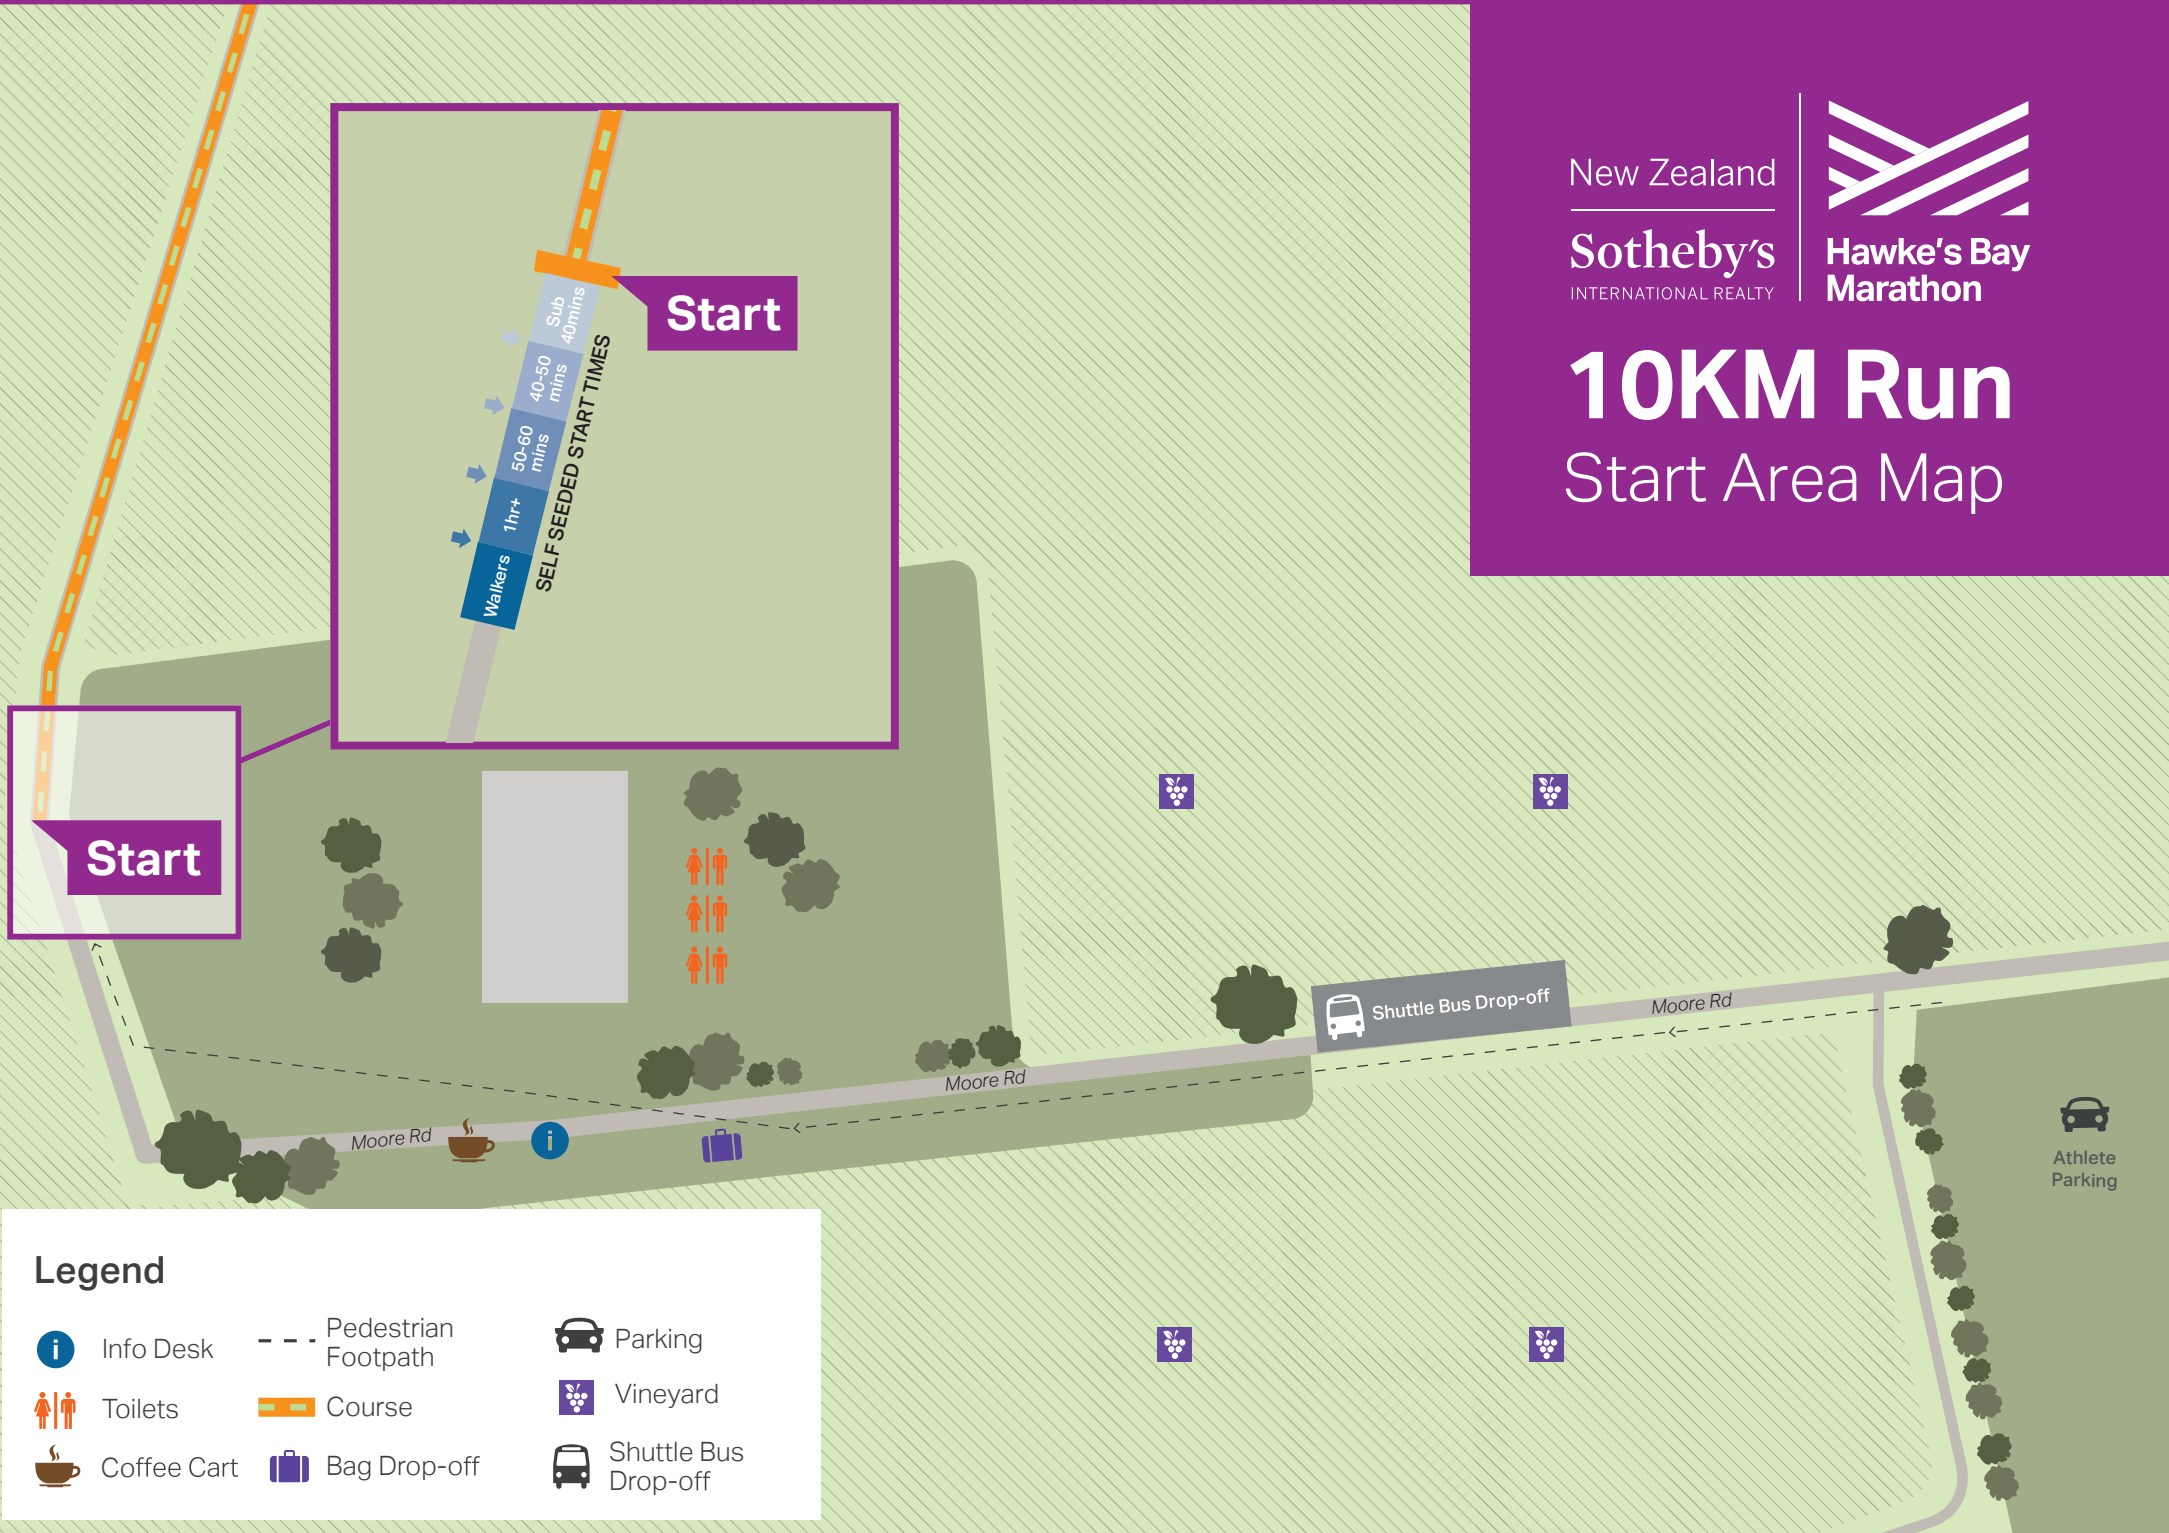 New Zealand
Sotheby's
INTERNATIONAL REALTY
Hawke's Bay
Marathon
10KM Run
Start Area Map
Start
Sub
40mins
40-50
mins
50-60
mins
1hr+
Walkers
SELF SEEDED START TIMES
Start
Shuttle Bus Drop-off
Moore Rd
Moore Rd
Moore Rd
i
Athlete
Parking
Legend
i
Info Desk
Toilets
Coffee Cart
Pedestrian
Footpath
Course
Bag Drop-off
Parking
Vineyard
Shuttle Bus
Drop-off